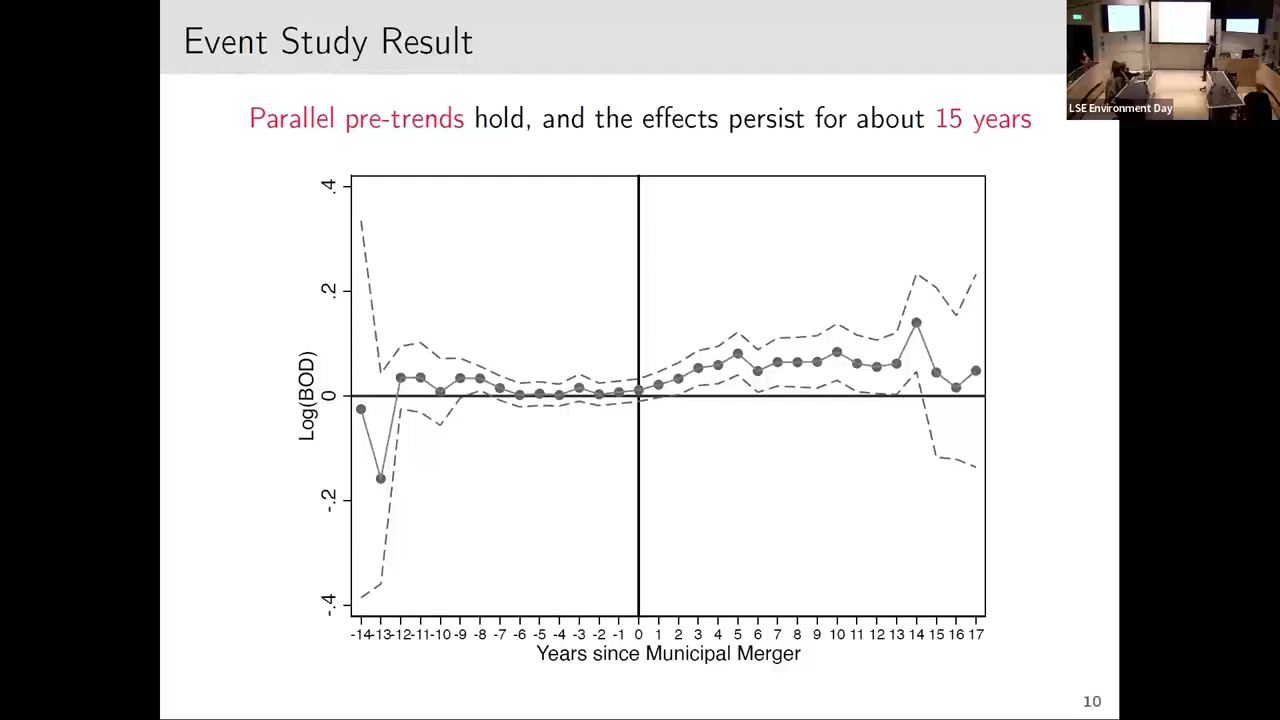 Event Study Result
LSE Environment Day
Parallel pre-trends hold, and the effects persist for about 15 years
.4
.2
0
-.2
-.4
Log(BOD)
-14 -13 -12 -11 -10 -9 -8 -7 -6 -5 -4 -3 -2 -1 0 1 2 3 4 5 6 7 8 9 10 11 12 13 14 15 16 17
Years since Municipal Merger
10